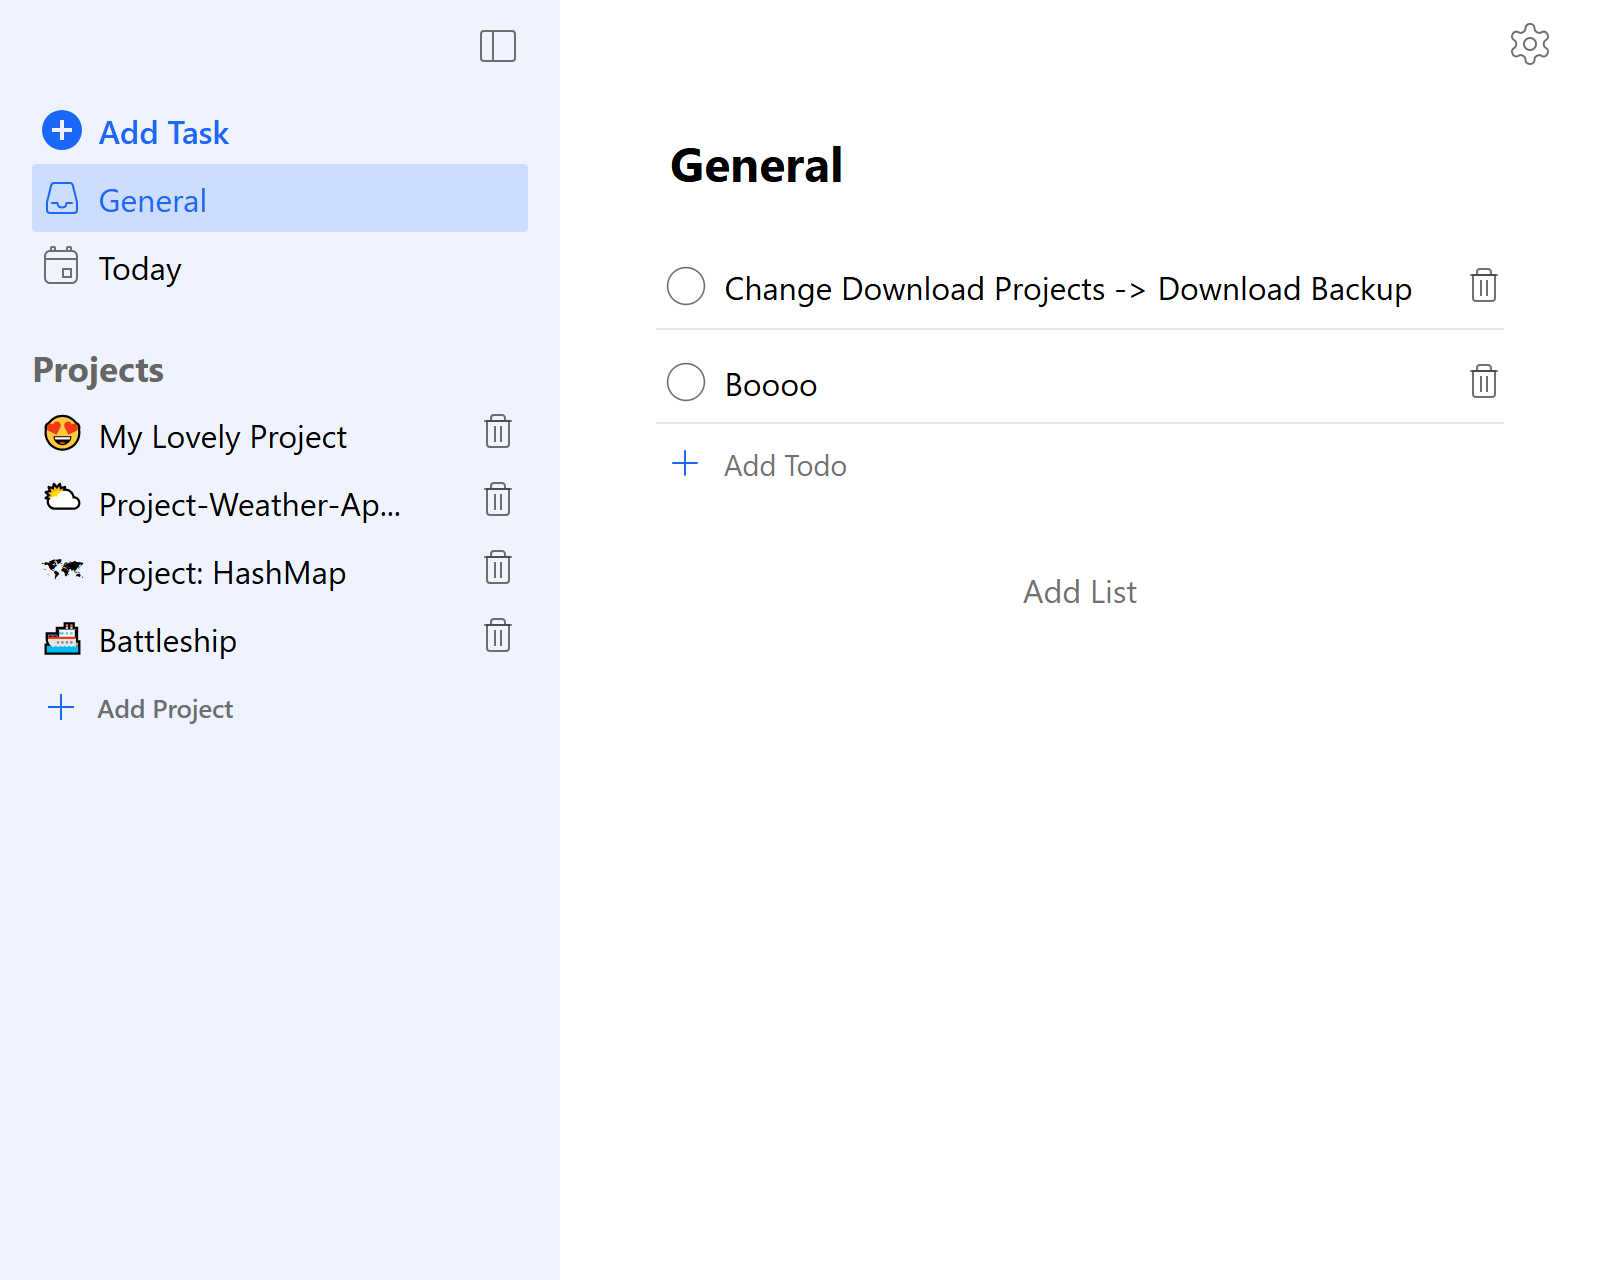 Add Task
General
Today
Projects
My Lovely Project
Project-Weather-Ap...
Project: HashMap
Battleship
Add Project
General
Change Download Projects -> Download Backup
Boooo
Add Todo
Add List